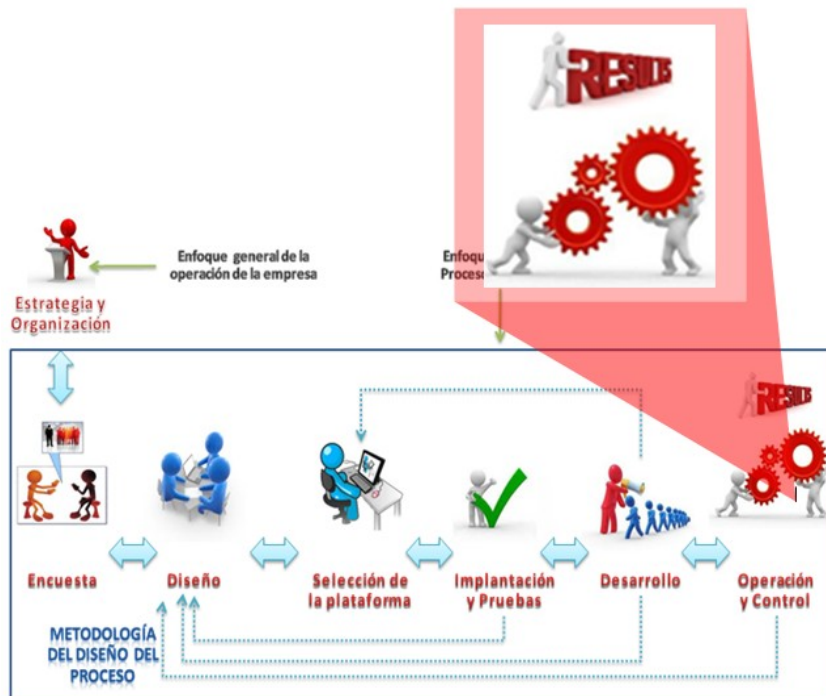 RESULTS
Enfoque general de la
operación de la empresa
Enfoqu
Proceso
Estrategia y
Organización
RESULTS
Encuesta
Diseño
Selección de
la plataforma
Implantación
y Pruebas
Desarrollo
Operación
y Control
METODOLOGÍA
DEL DISEÑO DEL
PROCESO